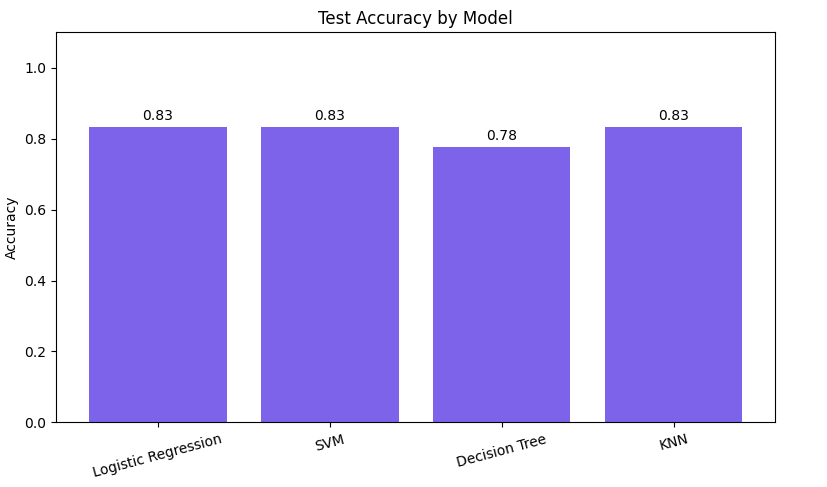 Test Accuracy by Model
Accuracy
1.0
0.8
0.6
0.4
0.2
0.0
0.83
0.83
0.78
0.83
Logistic Regression
SVM
Decision Tree
KNN